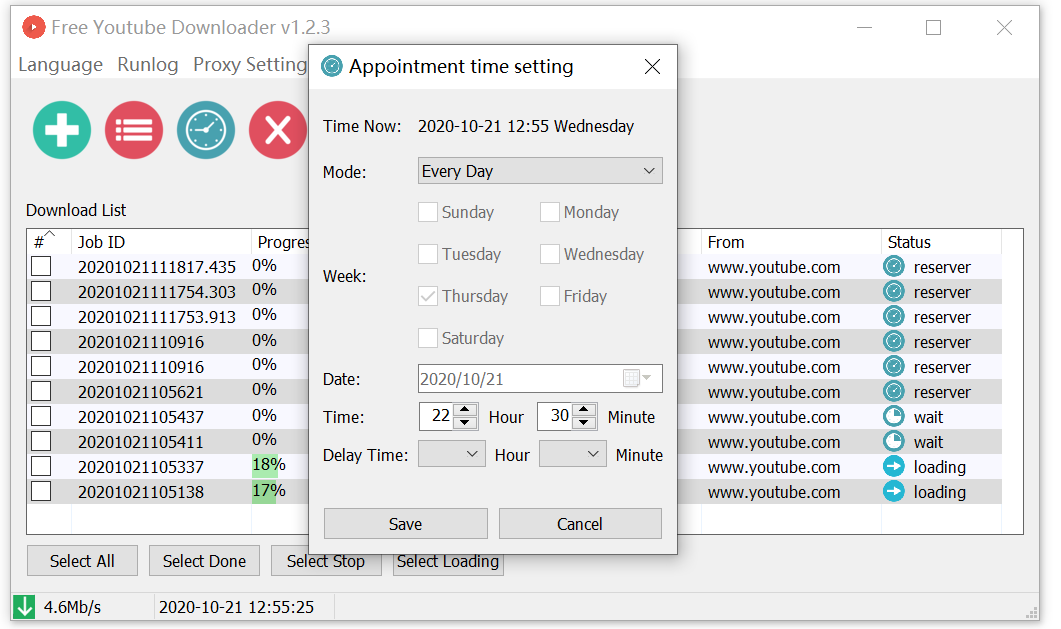 Free Youtube Downloader v1.2.3
Language Runlog Proxy Setting
Appointment time setting
Time Now: 2020-10-21 12:55 Wednesday
Mode: Every Day
Sunday Monday
Tuesday Wednesday
Week:
Thursday Friday
Saturday
Date: 2020/10/21
Time: 22 Hour 30 Minute
Delay Time: Hour Minute
Save Cancel
Download List
# Job ID Progres From Status
20201021111817.435 0% www.youtube.com reserver
20201021111754.303 0% www.youtube.com reserver
20201021111753.913 0% www.youtube.com reserver
20201021110916 0% www.youtube.com reserver
20201021110916 0% www.youtube.com reserver
20201021105621 0% www.youtube.com reserver
20201021105437 0% www.youtube.com wait
20201021105411 0% www.youtube.com wait
20201021105337 18% www.youtube.com loading
20201021105138 17% www.youtube.com loading
Select All Select Done Select Stop Select Loading
4.6Mb/s 2020-10-21 12:55:25